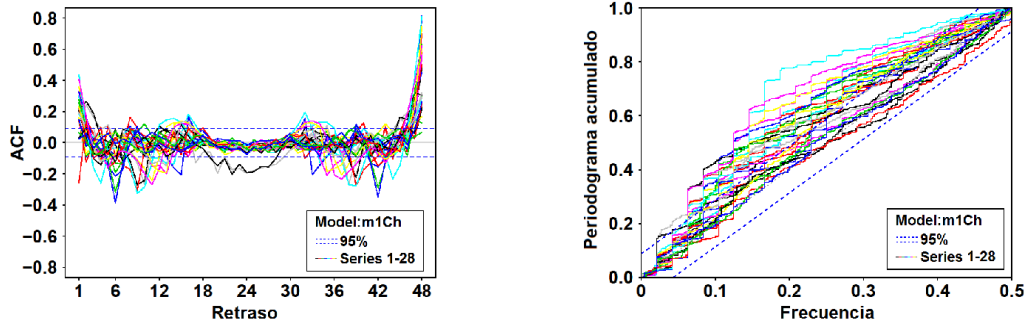 0.8
0.6
0.4
0.2
0.0
−0.2
−0.4
−0.6
−0.8
ACF
1 6 12 18 24 30 36 42 48
Retraso
Model:m1Ch
95%
Series 1-28
1.0
0.8
0.6
0.4
0.2
0.0
Periodograma acumulado
0 0.1 0.2 0.3 0.4 0.5
Frecuencia
Model:m1Ch
95%
Series 1-28